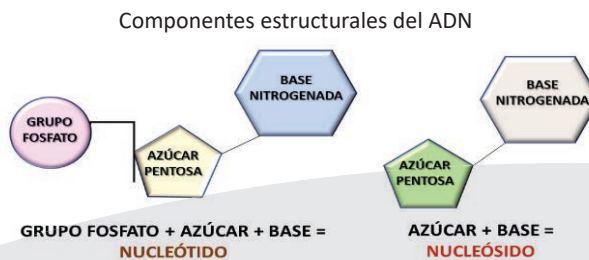 Componentes estructurales del ADN
GRUPO
FOSFATO
AZÚCAR
PENTOSA
BASE
NITROGENADA
GRUPO FOSFATO + AZÚCAR + BASE =
NUCLEÓTIDO
BASE
NITROGENADA
AZÚCAR
PENTOSA
AZÚCAR + BASE =
NUCLEÓSIDO